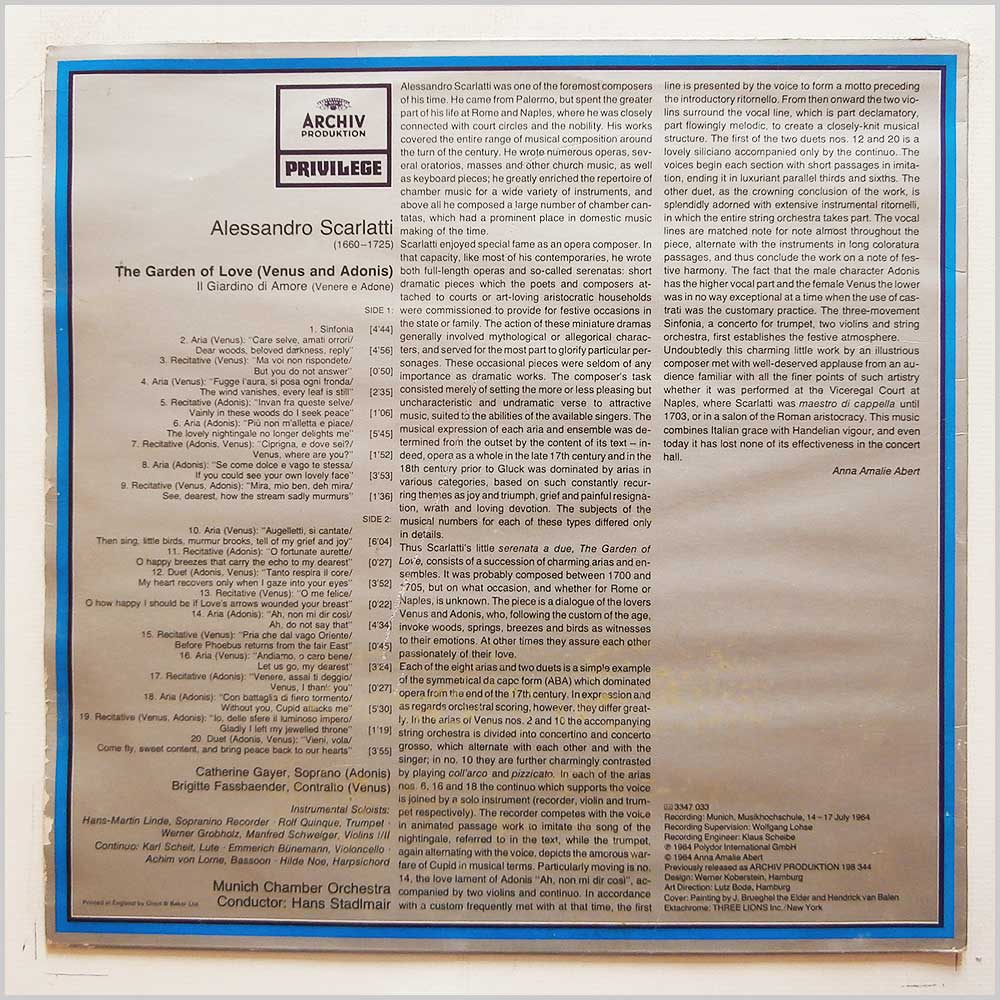 ARCHIV
PRODUKTION
PRIVILEGE
Alessandro Scarlatti
(1660–1725)
The Garden of Love (Venus and Adonis)
Il Giardino di Amore (Venere e Adone)
SIDE 1:
1. Sinfonia [4'44]
2. Aria (Venus): "Care selve, amati orrori/
Dear woods, beloved darkness, reply" [4'56]
3. Recitative (Venus): "Ma voi non rispondete/
But you do not answer" [0'50]
4. Aria (Venus): "Fugge l'aura, si posa ogni fronda/
The wind vanishes, every leaf is still" [2'35]
5. Recitative (Adonis): "Invan fra queste selve/
Vainly in these woods do I seek peace" [1'06]
6. Aria (Adonis): "Più non m'alletta e piace/
The lovely nightingale no longer delights me" [5'45]
7. Recitative (Adonis, Venus): "Ciprigna, e dove sei?/
Venus, where are you?" [1'52]
8. Aria (Adonis): "Se come dolce e vago te stessa/
If you could see your own lovely face" [3'53]
9. Recitative (Venus, Adonis): "Mira, mio ben, deh mira/
See, dearest, how the stream sadly murmurs" [1'36]
SIDE 2:
10. Aria (Venus): "Augelletti, sì cantate/
Then sing, little birds, murmur brooks, tell of my grief and joy" [6'04]
11. Recitative (Adonis): "O fortunate aurette/
O happy breezes that carry the echo to my dearest" [0'27]
12. Duet (Adonis, Venus): "Tanto respira il core/
My heart recovers only when I gaze into your eyes" [3'52]
13. Recitative (Venus): "O me felice/
O how happy I should be if Love's arrows wounded your breast" [0'22]
14. Aria (Adonis): "Ah, non mi dir così/
Ah, do not say that" [4'34]
15. Recitative (Venus): "Pria che dal vago Oriente/
Before Phoebus returns from the fair East" [0'45]
16. Aria (Venus): "Andiamo, o caro bene/
Let us go, my dearest" [3'24]
17. Recitative (Adonis): "Venere, assai ti deggio/
Venus, I thank you" [0'27]
18. Aria (Adonis): "Con battaglia di fiero tormento/
Without you, Cupid attacks me" [5'30]
19. Recitative (Venus, Adonis): "Io, delle sfere il luminoso impero/
Gladly I left my jewelled throne" [1'19]
20. Duet (Adonis, Venus): "Vieni, vola/
Come fly, sweet content, and bring peace back to our hearts" [3'55]
Catherine Gayer, Soprano (Adonis)
Brigitte Fassbaender, Contralto (Venus)
Instrumental Soloists:
Hans-Martin Linde, Sopranino Recorder · Rolf Quinque, Trumpet ·
Werner Grobholz, Manfred Schweiger, Violins I/II
Continuo: Karl Scheit, Lute · Emmerich Bünemann, Violoncello ·
Achim von Lorne, Bassoon · Hilde Noe, Harpsichord
Munich Chamber Orchestra
Conductor: Hans Stadlmair
Printed in England by Glout & Baker Ltd.
Alessandro Scarlatti was one of the foremost composers
of his time. He came from Palermo, but spent the greater
part of his life at Rome and Naples, where he was closely
connected with court circles and the nobility. His works
covered the entire range of musical composition around
the turn of the century. He wrote numerous operas, sev-
eral oratorios, masses and other church music, as well
as keyboard pieces; he greatly enriched the repertoire of
chamber music for a wide variety of instruments, and
above all he composed a large number of chamber can-
tatas, which had a prominent place in domestic music
making of the time.
Scarlatti enjoyed special fame as an opera composer. In
that capacity, like most of his contemporaries, he wrote
both full-length operas and so-called serenatas: short
dramatic pieces which the poets and composers at-
tached to courts or art-loving aristocratic households
were commissioned to provide for festive occasions in
the state or family. The action of these miniature dramas
generally involved mythological or allegorical charac-
ters, and served for the most part to glorify particular per-
sonages. These occasional pieces were seldom of any
importance as dramatic works. The composer's task
consisted merely of setting the more or less pleasing but
uncharacteristic and undramatic verse to attractive
music, suited to the abilities of the available singers. The
musical expression of each aria and ensemble was de-
termined from the outset by the content of its text – in-
deed, opera as a whole in the late 17th century and in the
18th century prior to Gluck was dominated by arias in
various categories, based on such constantly recur-
ring themes as joy and triumph, grief and painful resigna-
tion, wrath and loving devotion. The subjects of the
musical numbers for each of these types differed only
in details.
Thus Scarlatti's little serenata a due, The Garden of
Love, consists of a succession of charming arias and en-
sembles. It was probably composed between 1700 and
1705, but on what occasion, and whether for Rome or
Naples, is unknown. The piece is a dialogue of the lovers
Venus and Adonis, who, following the custom of the age,
invoke woods, springs, breezes and birds as witnesses
to their emotions. At other times they assure each other
passionately of their love.
Each of the eight arias and two duets is a simple example
of the symmetrical da capo form (ABA) which dominated
opera from the end of the 17th century. In expression and
as regards orchestral scoring, however, they differ great-
ly. In the arias of Venus nos. 2 and 10 the accompanying
string orchestra is divided into concertino and concerto
grosso, which alternate with each other and with the
singer; in no. 10 they are further charmingly contrasted
by playing coll'arco and pizzicato. In each of the arias
nos. 6, 16 and 18 the continuo which supports the voice
is joined by a solo instrument (recorder, violin and trum-
pet respectively). The recorder competes with the voice
in animated passage work to imitate the song of the
nightingale, referred to in the text, while the trumpet,
again alternating with the voice, depicts the amorous war-
fare of Cupid in musical terms. Particularly moving is no.
14, the love lament of Adonis "Ah, non mi dir così", ac-
companied by two violins and continuo. In accordance
with a custom frequently met with at that time, the first
line is presented by the voice to form a motto preceding
the introductory ritornello. From then onward the two vio-
lins surround the vocal line, which is part declamatory,
part flowingly melodic, to create a closely-knit musical
structure. The first of the two duets nos. 12 and 20 is a
lovely siliciano accompanied only by the continuo. The
voices begin each section with short passages in imita-
tion, ending it in luxuriant parallel thirds and sixths. The
other duet, as the crowning conclusion of the work, is
splendidly adorned with extensive instrumental ritornelli,
in which the entire string orchestra takes part. The vocal
lines are matched note for note almost throughout the
piece, alternate with the instruments in long coloratura
passages, and thus conclude the work on a note of fes-
tive harmony. The fact that the male character Adonis
has the higher vocal part and the female Venus the lower
was in no way exceptional at a time when the use of cas-
trati was the customary practice. The three-movement
Sinfonia, a concerto for trumpet, two violins and string
orchestra, first establishes the festive atmosphere.
Undoubtedly this charming little work by an illustrious
composer met with well-deserved applause from an au-
dience familiar with all the finer points of such artistry
whether it was performed at the Viceregal Court at
Naples, where Scarlatti was maestro di cappella until
1703, or in a salon of the Roman aristocracy. This music
combines Italian grace with Handelian vigour, and even
today it has lost none of its effectiveness in the concert
hall.
Anna Amalie Abert
3347 033
Recording: Munich, Musikhochschule, 14 – 17 July 1964
Recording Supervision: Wolfgang Lohse
Recording Engineer: Klaus Scheibe
℗ 1964 Polydor International GmbH
© 1984 Anna Amalie Abert
Previously released as ARCHIV PRODUKTION 198 344
Design: Werner Koberstein, Hamburg
Art Direction: Lutz Bode, Hamburg
Cover: Painting by J. Brueghel the Elder and Hendrick van Balen
Ektachrome: THREE LIONS Inc./New York